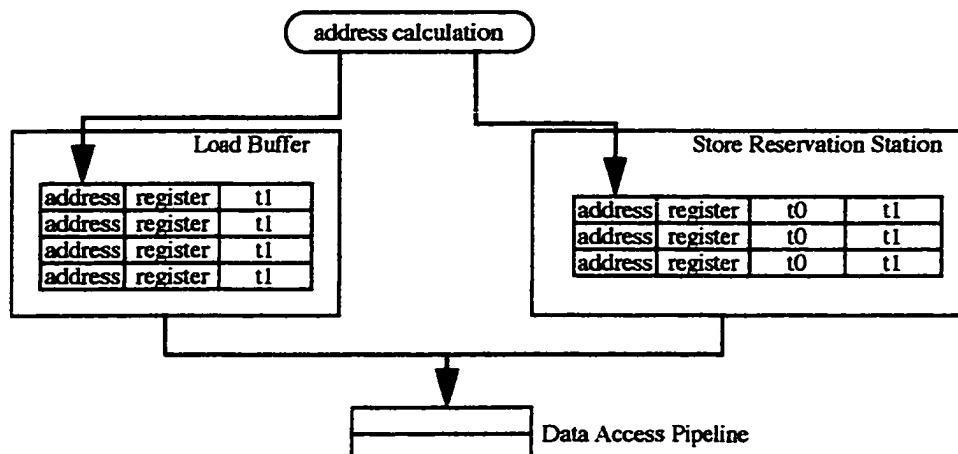 address calculation
Load Buffer
address register t1
address register t1
address register t1
address register t1
Store Reservation Station
address register t0 t1
address register t0 t1
address register t0 t1
Data Access Pipeline